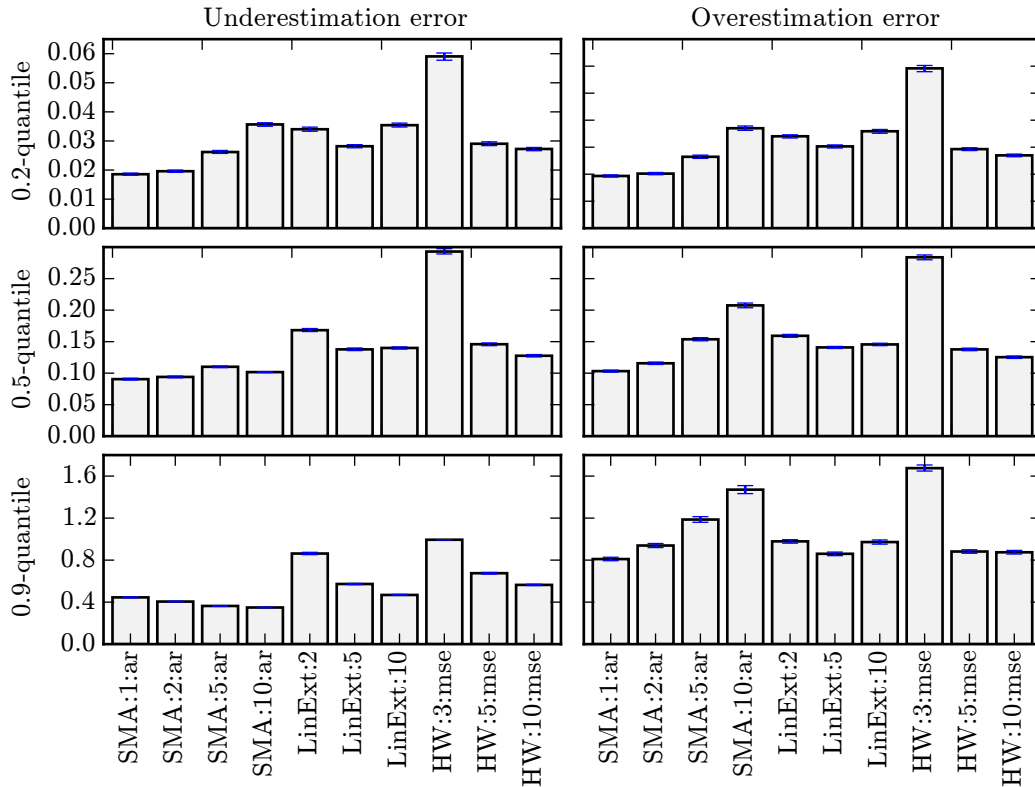 Underestimation error
Overestimation error
0.2-quantile
0.06
0.05
0.04
0.03
0.02
0.01
0.00
0.5-quantile
0.25
0.20
0.15
0.10
0.05
0.00
0.9-quantile
1.6
1.2
0.8
0.4
0.0
SMA:1:ar
SMA:2:ar
SMA:5:ar
SMA:10:ar
LinExt:2
LinExt:5
LinExt:10
HW:3:mse
HW:5:mse
HW:10:mse
SMA:1:ar
SMA:2:ar
SMA:5:ar
SMA:10:ar
LinExt:2
LinExt:5
LinExt:10
HW:3:mse
HW:5:mse
HW:10:mse